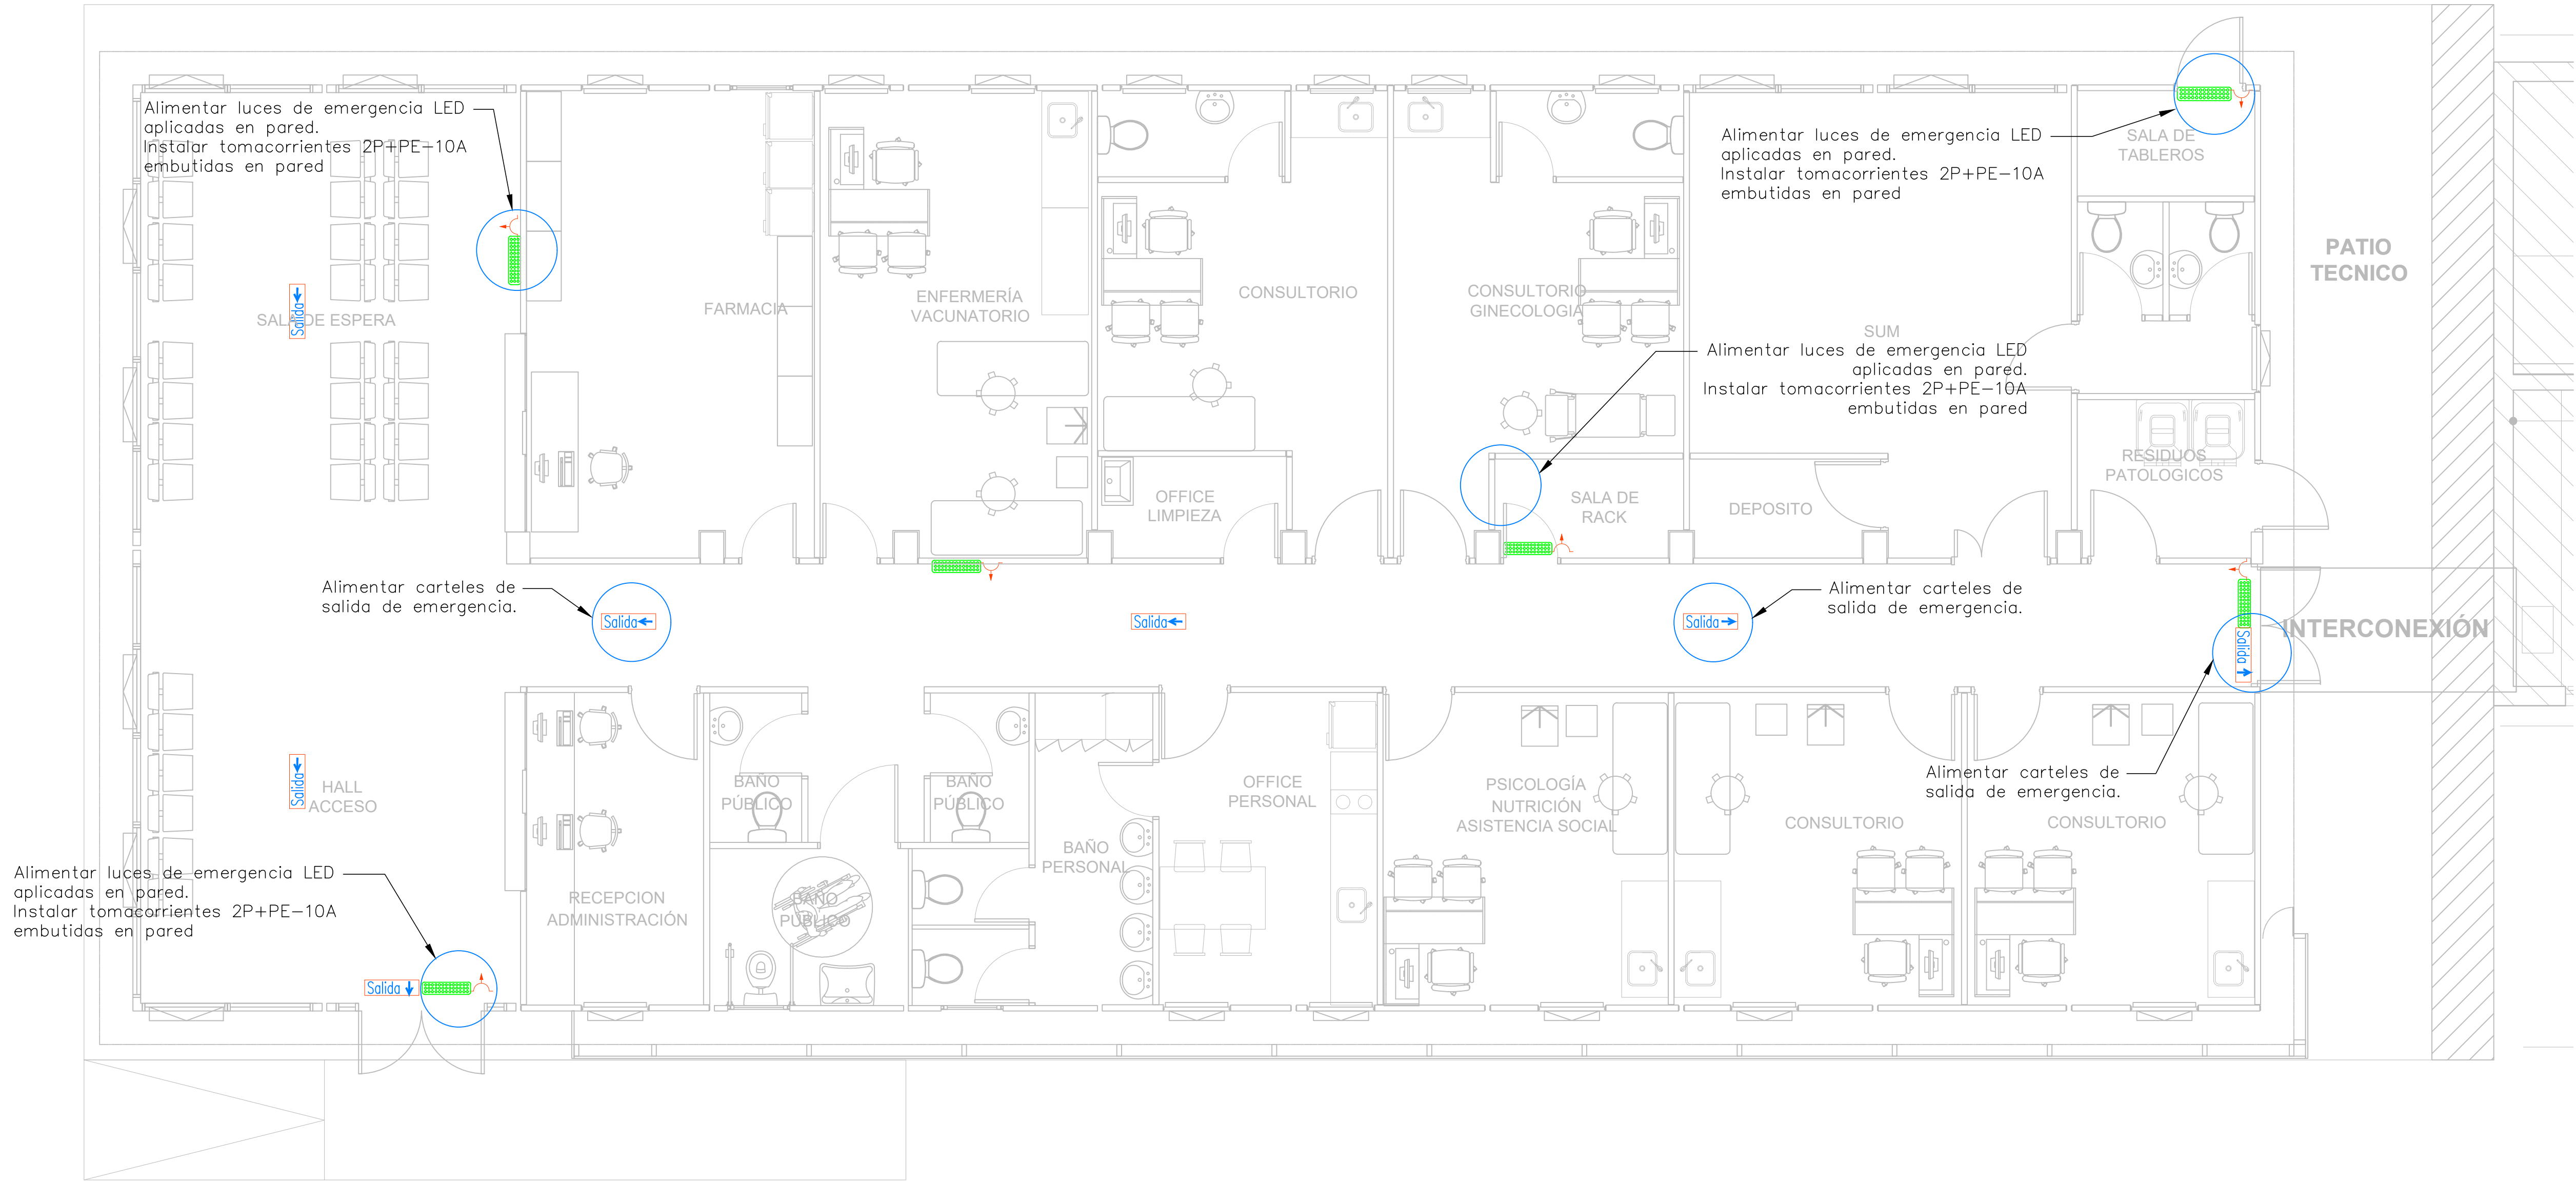 Alimentar luces de emergencia LED
aplicadas en pared.
Instalar tomacorrientes 2P+PE-10A
embutidas en pared
Alimentar luces de emergencia LED
aplicadas en pared.
Instalar tomacorrientes 2P+PE-10A
embutidas en pared
SALA DE
TABLEROS
PATIO
TECNICO
SALA DE ESPERA
Salida
FARMACIA
ENFERMERÍA
VACUNATORIO
CONSULTORIO
CONSULTORIO
GINECOLOGIA
SUM
Alimentar luces de emergencia LED
aplicadas en pared.
Instalar tomacorrientes 2P+PE-10A
embutidas en pared
RESIDUOS
PATOLOGICOS
OFFICE
LIMPIEZA
SALA DE
RACK
DEPOSITO
Alimentar carteles de
salida de emergencia.
Salida
Salida
Salida
Alimentar carteles de
salida de emergencia.
Salida
INTERCONEXIÓN
Salida
HALL
ACCESO
BAÑO
PÚBLICO
BAÑO
PÚBLICO
OFFICE
PERSONAL
PSICOLOGÍA
NUTRICIÓN
ASISTENCIA SOCIAL
CONSULTORIO
CONSULTORIO
Alimentar carteles de
salida de emergencia.
BAÑO
PERSONAL
RECEPCION
ADMINISTRACIÓN
BAÑO
PÚBLICO
Alimentar luces de emergencia LED
aplicadas en pared.
Instalar tomacorrientes 2P+PE-10A
embutidas en pared
Salida